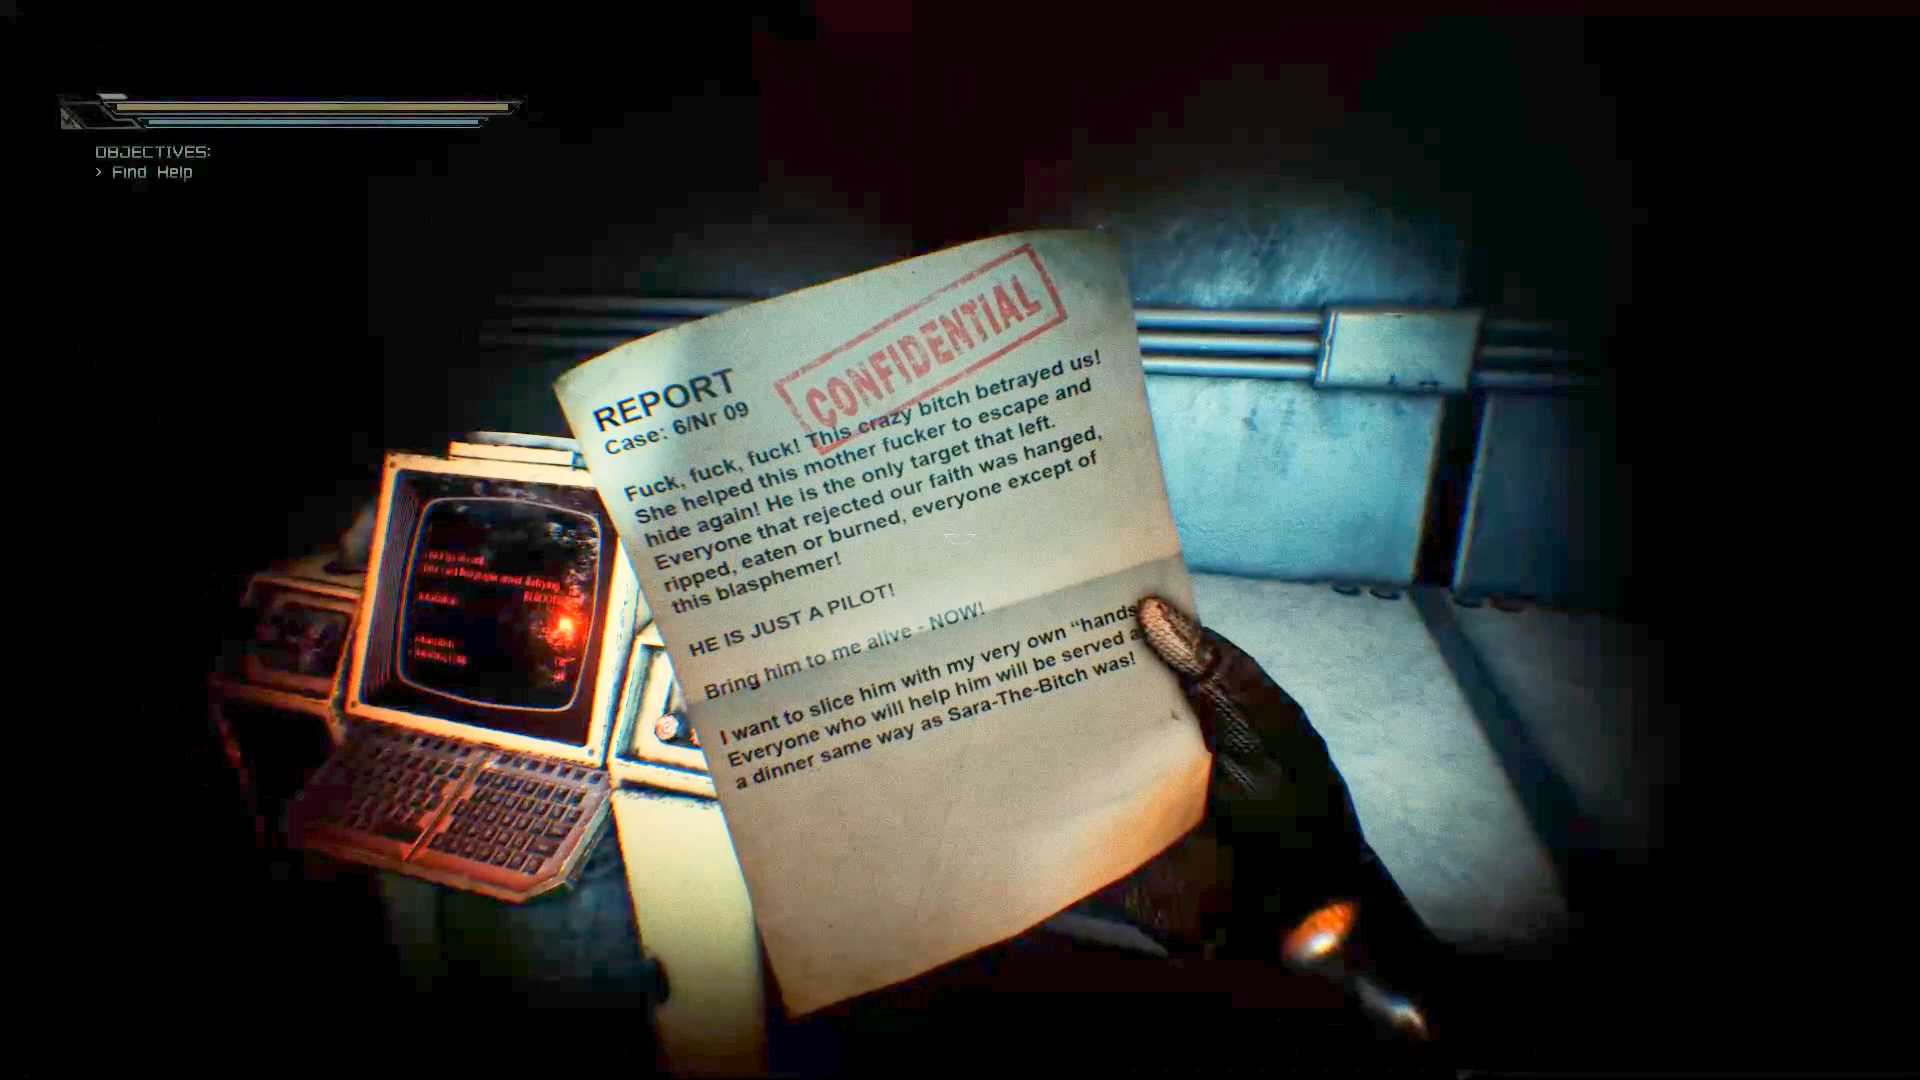 OBJECTIVES:
> Find Help
CONFIDENTIAL
REPORT
Case: 6/Nr 09
Fuck, fuck, fuck! This crazy bitch betrayed us!
She helped this mother fucker to escape and
hide again! He is the only target that left.
Everyone that rejected our faith was hanged,
ripped, eaten or burned, everyone except of
this blasphemer!
HE IS JUST A PILOT!
Bring him to me alive - NOW!
I want to slice him with my very own “hands
Everyone who will help him will be served a
a dinner same way as Sara-The-Bitch was!